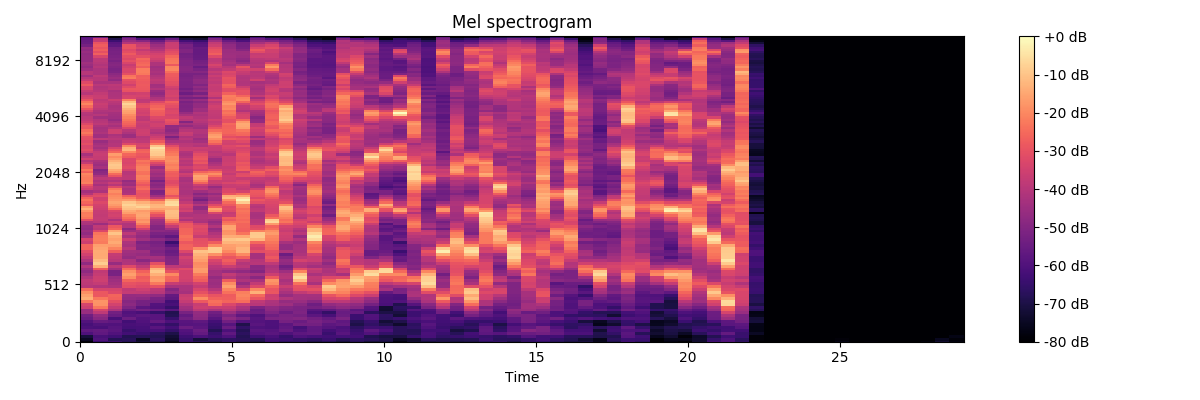 Mel spectrogram
8192
4096
2048
1024
512
0
Hz
0 5 10 15 20 25
Time
+0 dB
-10 dB
-20 dB
-30 dB
-40 dB
-50 dB
-60 dB
-70 dB
-80 dB